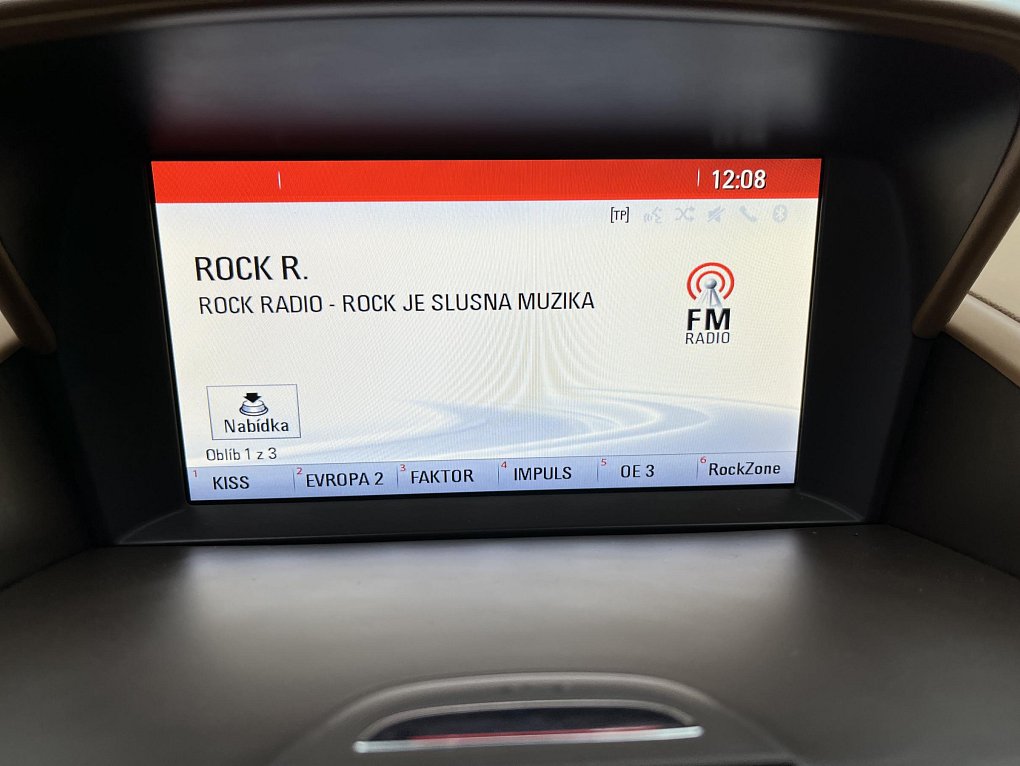 12:08
[TP]
ROCK R.
ROCK RADIO - ROCK JE SLUSNA MUZIKA
FM
RADIO
Nabídka
Oblíb 1 z 3
1 KISS 2 EVROPA 2 3 FAKTOR 4 IMPULS 5 OE 3 6 RockZone